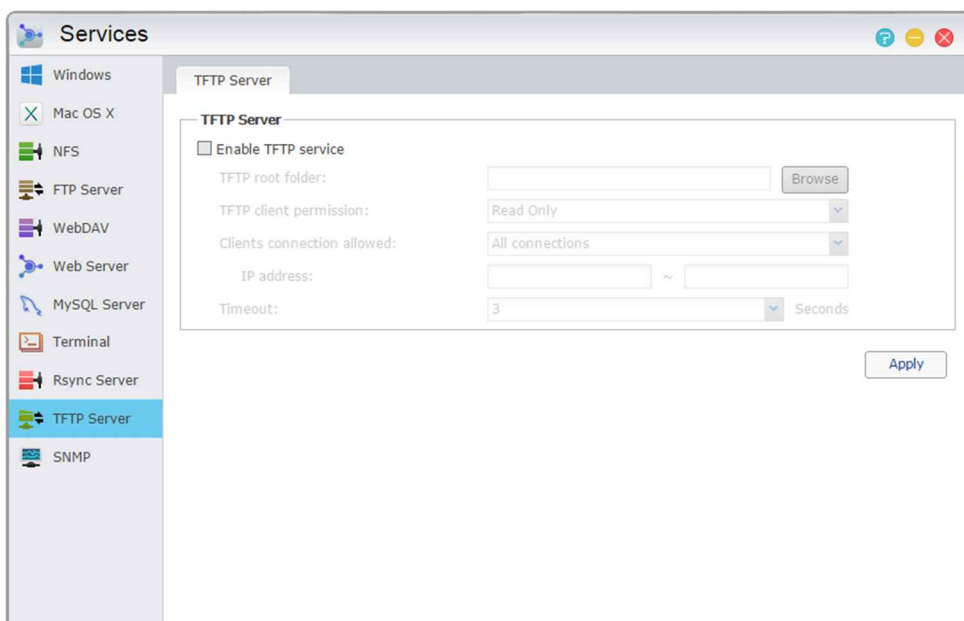 Services
Windows
Mac OS X
NFS
FTP Server
WebDAV
Web Server
MySQL Server
Terminal
Rsync Server
TFTP Server
SNMP
TFTP Server
TFTP Server
Enable TFTP service
TFTP root folder: Browse
TFTP client permission: Read Only
Clients connection allowed: All connections
IP address: ~
Timeout: 3 Seconds
Apply